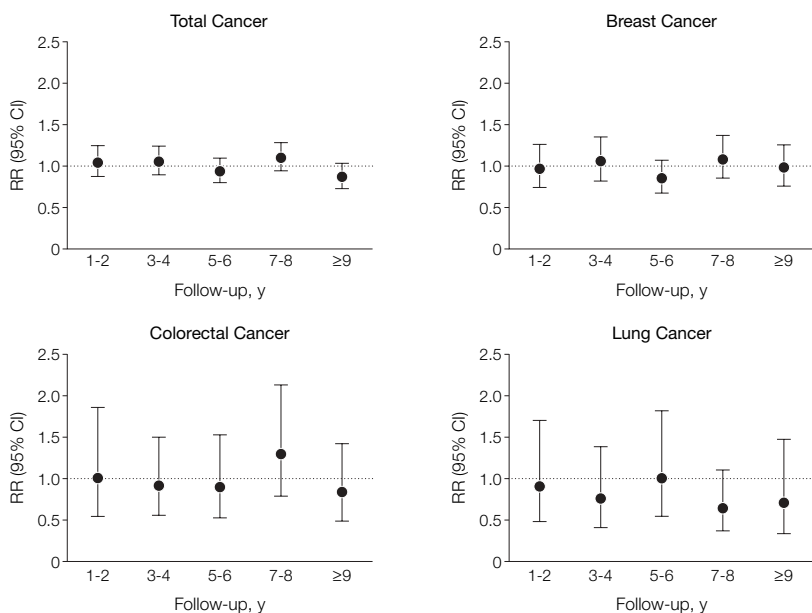 Total Cancer
2.5
2.0
1.5
1.0
0.5
0
RR (95% CI)
1-2 3-4 5-6 7-8 ≥9
Follow-up, y
Breast Cancer
2.5
2.0
1.5
1.0
0.5
0
RR (95% CI)
1-2 3-4 5-6 7-8 ≥9
Follow-up, y
Colorectal Cancer
2.5
2.0
1.5
1.0
0.5
0
RR (95% CI)
1-2 3-4 5-6 7-8 ≥9
Follow-up, y
Lung Cancer
2.5
2.0
1.5
1.0
0.5
0
RR (95% CI)
1-2 3-4 5-6 7-8 ≥9
Follow-up, y